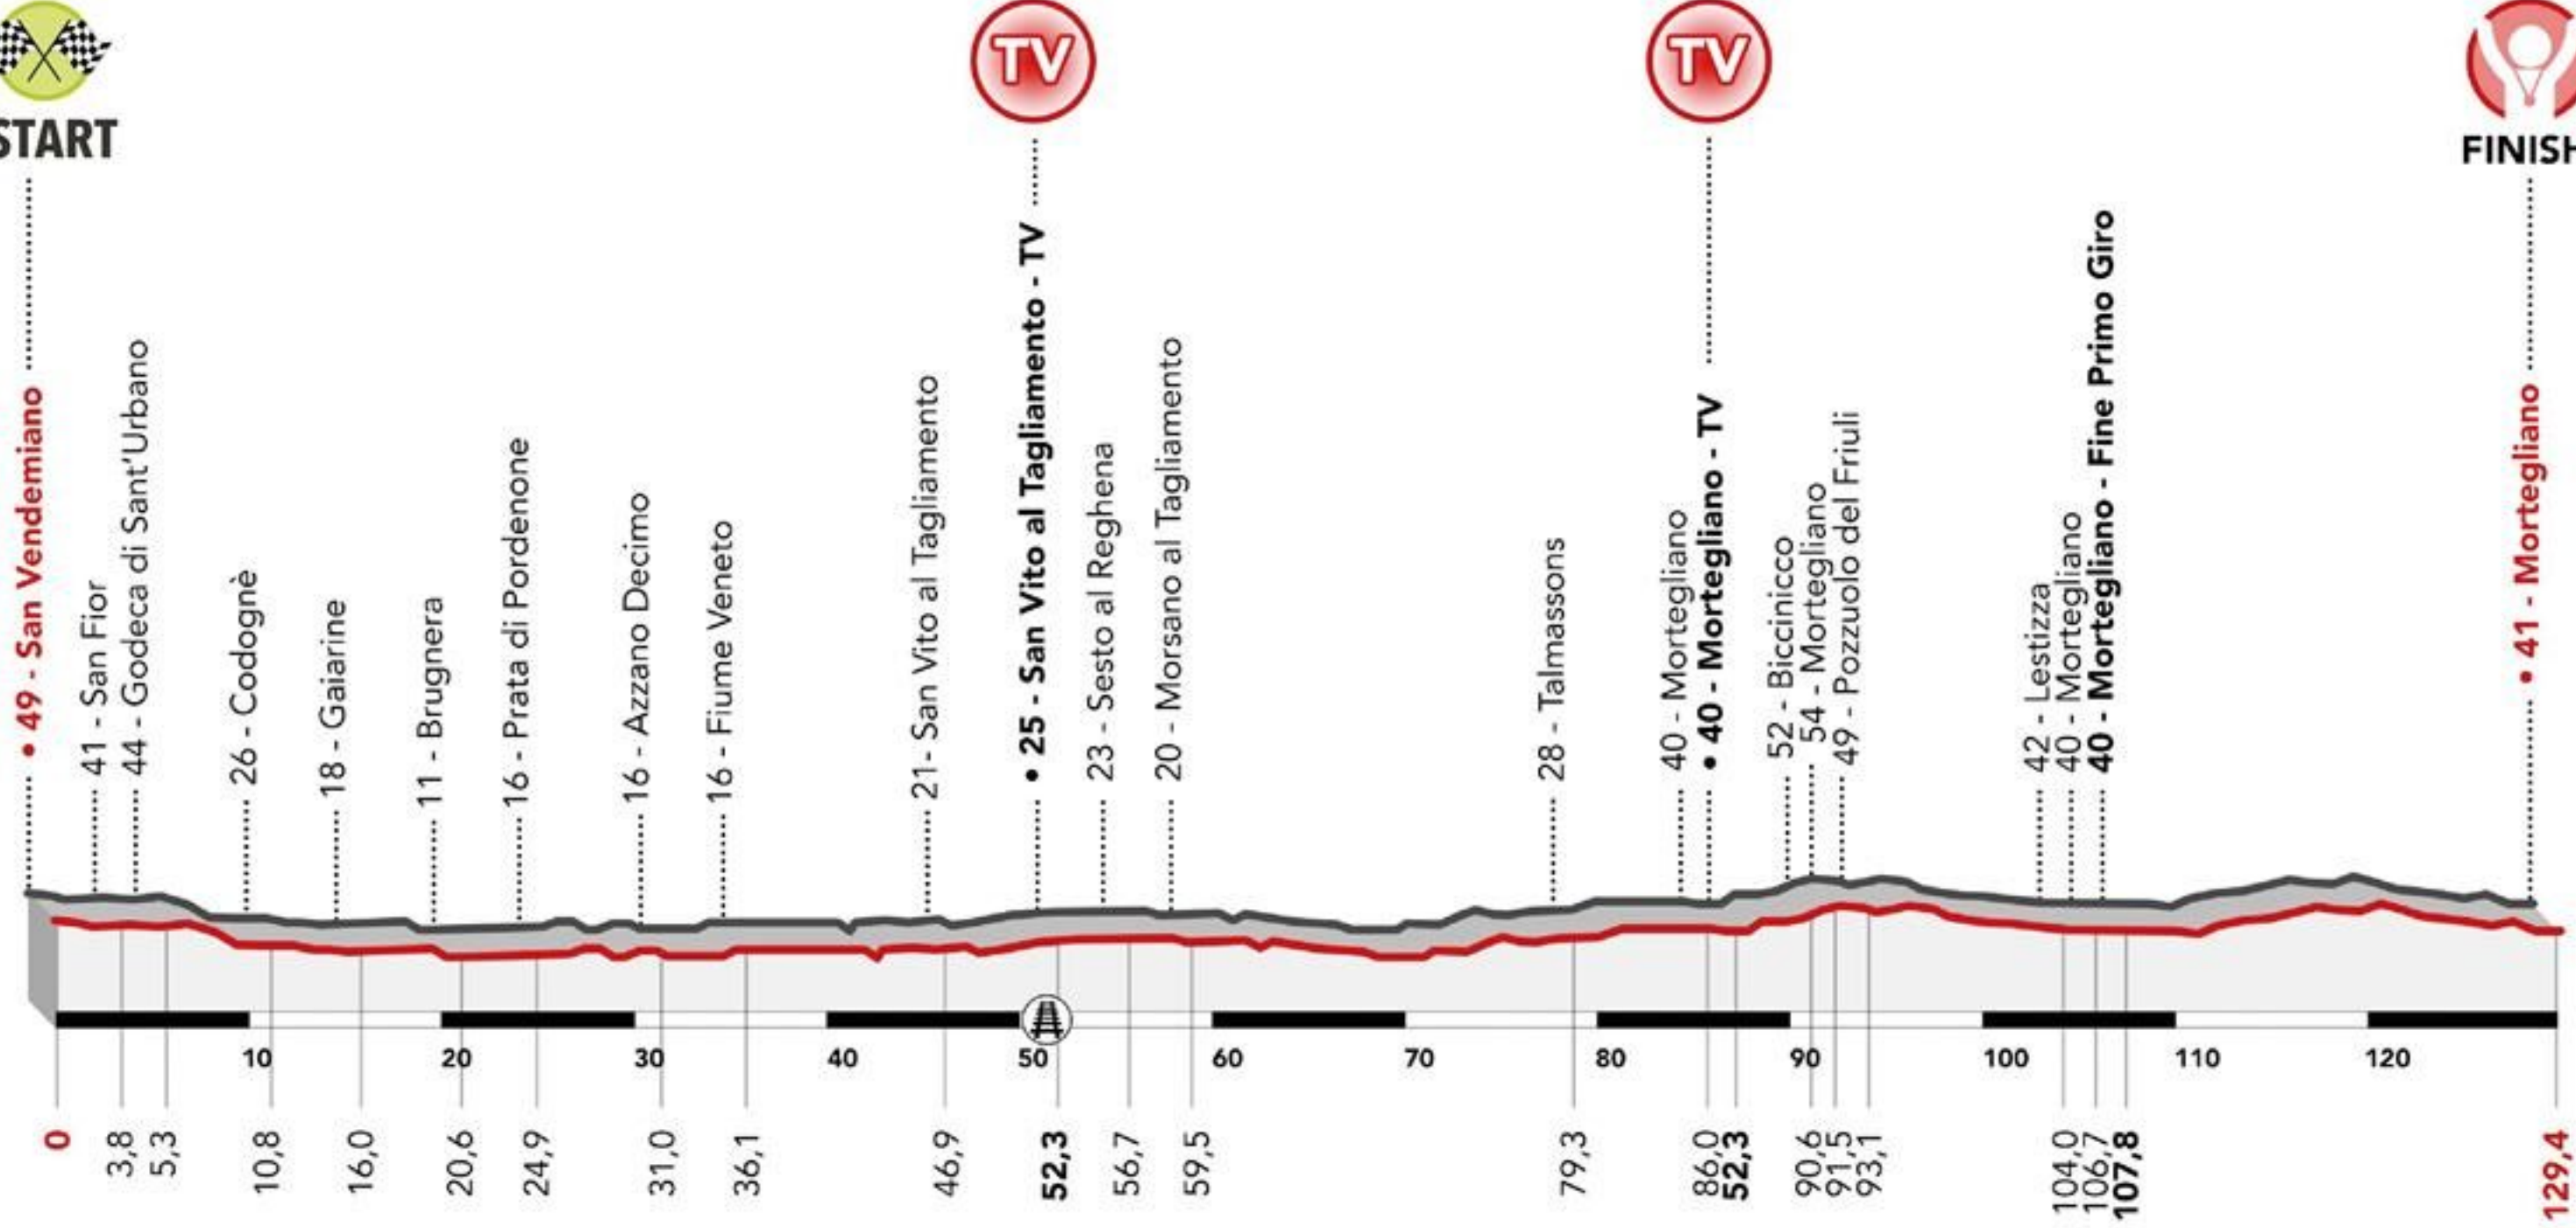 TV
TV
START
FINISH
• 49 - San Vendemiano
41 - San Fior
44 - Godeca di Sant'Urbano
26 - Codognè
18 - Gaiarine
11 - Brugnera
16 - Prata di Pordenone
16 - Azzano Decimo
16 - Fiume Veneto
21- San Vito al Tagliamento
• 25 - San Vito al Tagliamento - TV
23 - Sesto al Reghena
20 - Morsano al Tagliamento
28 - Talmassons
40 - Mortegliano
• 40 - Mortegliano - TV
52 - Biccinicco
54 - Mortegliano
49 - Pozzuolo del Friuli
42 - Lestizza
40 - Mortegliano
40 - Mortegliano - Fine Primo Giro
• 41 - Mortegliano
10 20 30 40 50 60 70 80 90 100 110 120
0
3,8
5,3
10,8
16,0
20,6
24,9
31,0
36,1
46,9
52,3
56,7
59,5
79,3
86,0
52,3
90,6
91,5
93,1
104,0
106,7
107,8
129,4